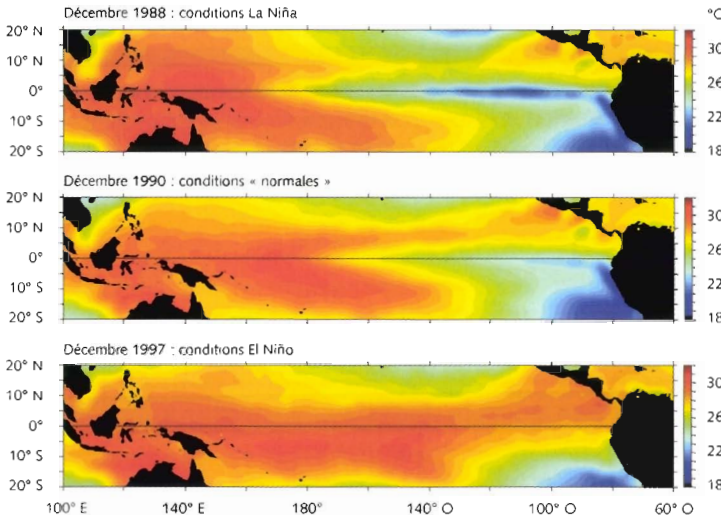 Décembre 1988 : conditions La Niña
°C
20° N
10° N
0°
10° S
20° S
30
26
22
18
Décembre 1990 : conditions « normales »
20° N
10° N
0°
10° S
20° S
30
26
22
18
Décembre 1997 : conditions El Niño
20° N
10° N
0°
10° S
20° S
30
26
22
18
100° E 140° E 180° 140° O 100° O 60° O